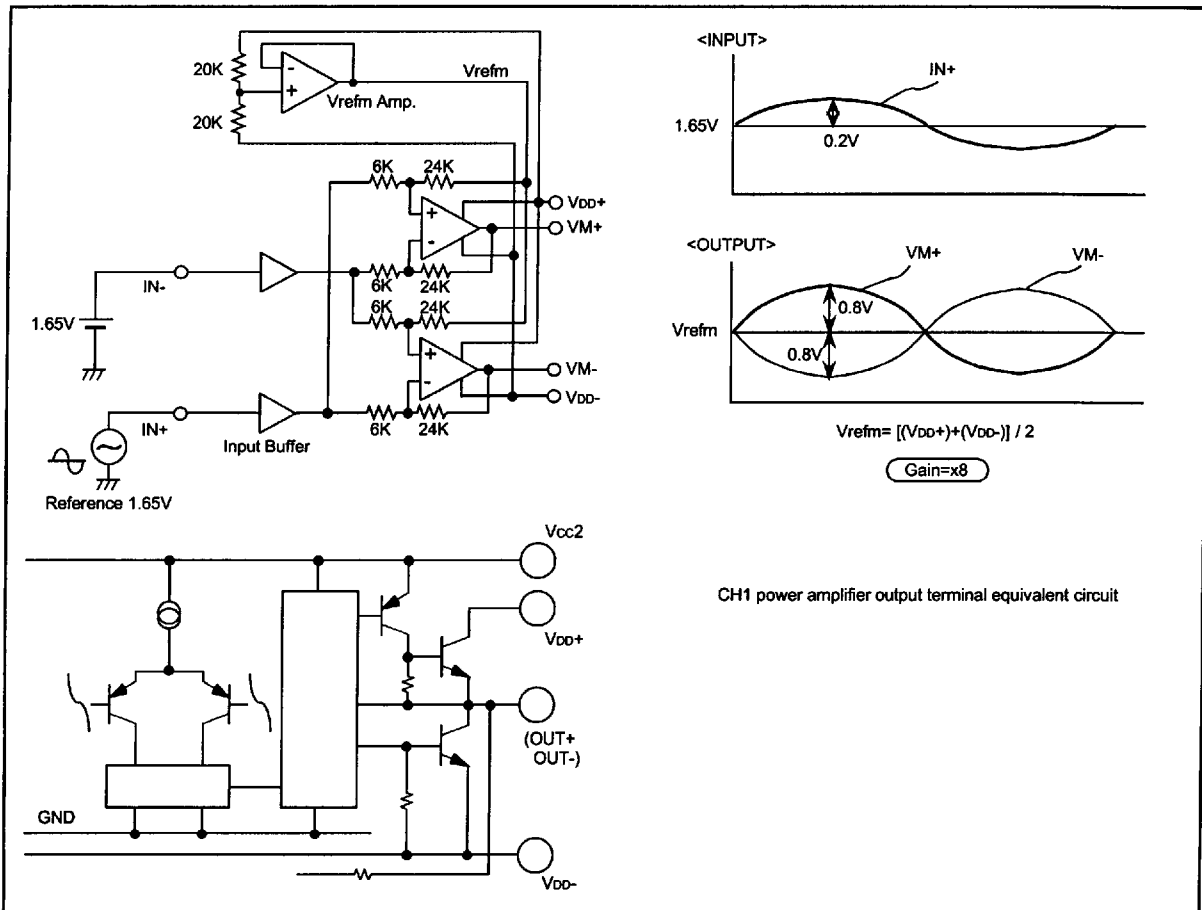 20K
Vrefm
Vrefm Amp.
20K
6K
24K
VDD+
VM+
IN-
6K
24K
1.65V
6K
24K
VM-
VDD-
IN+
6K
24K
Input Buffer
Reference 1.65V
<INPUT>
IN+
1.65V
0.2V
<OUTPUT>
VM+
VM-
0.8V
Vrefm
0.8V
Vrefm= [(VDD+)+(VDD-)] / 2
Gain=x8
Vcc2
VDD+
(OUT+
OUT-)
GND
VDD-
CH1 power amplifier output terminal equivalent circuit